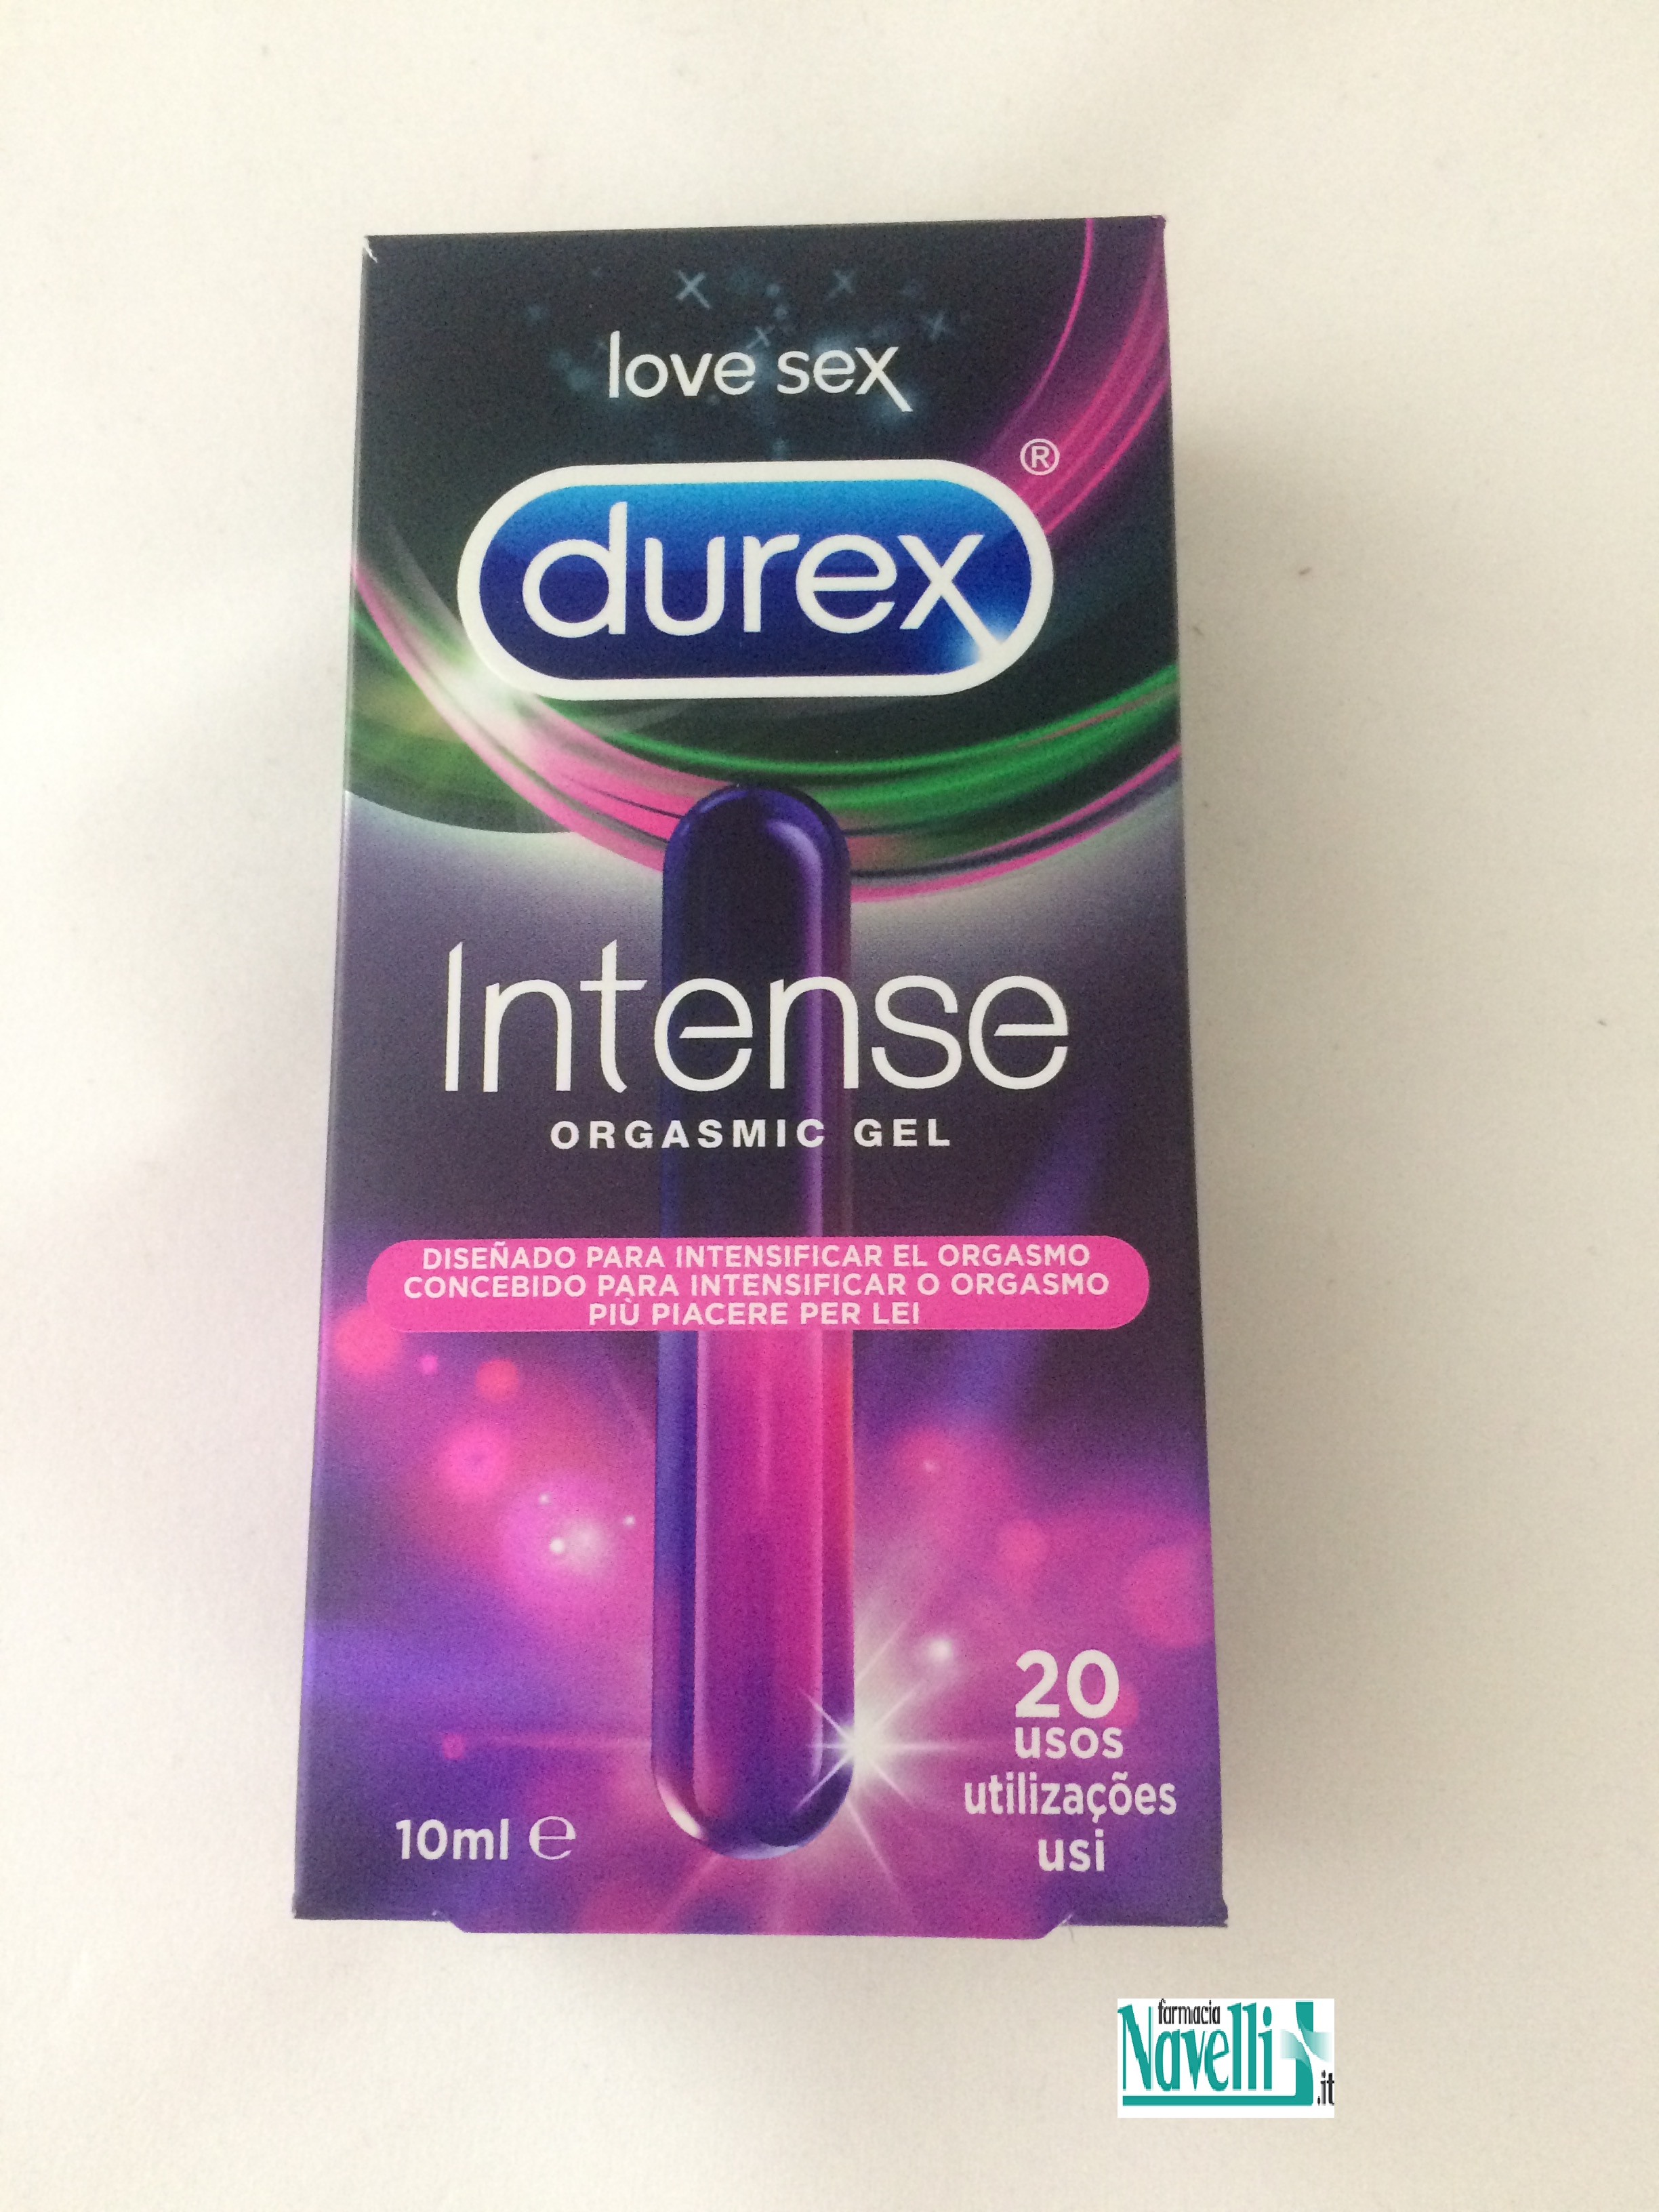 love sex
durex®
Intense
ORGASMIC GEL
DISEÑADO PARA INTENSIFICAR EL ORGASMO
CONCEBIDO PARA INTENSIFICAR O ORGASMO
PIÙ PIACERE PER LEI
20
usos
utilizações
usi
10ml ℮
farmacia
Navelli
.it